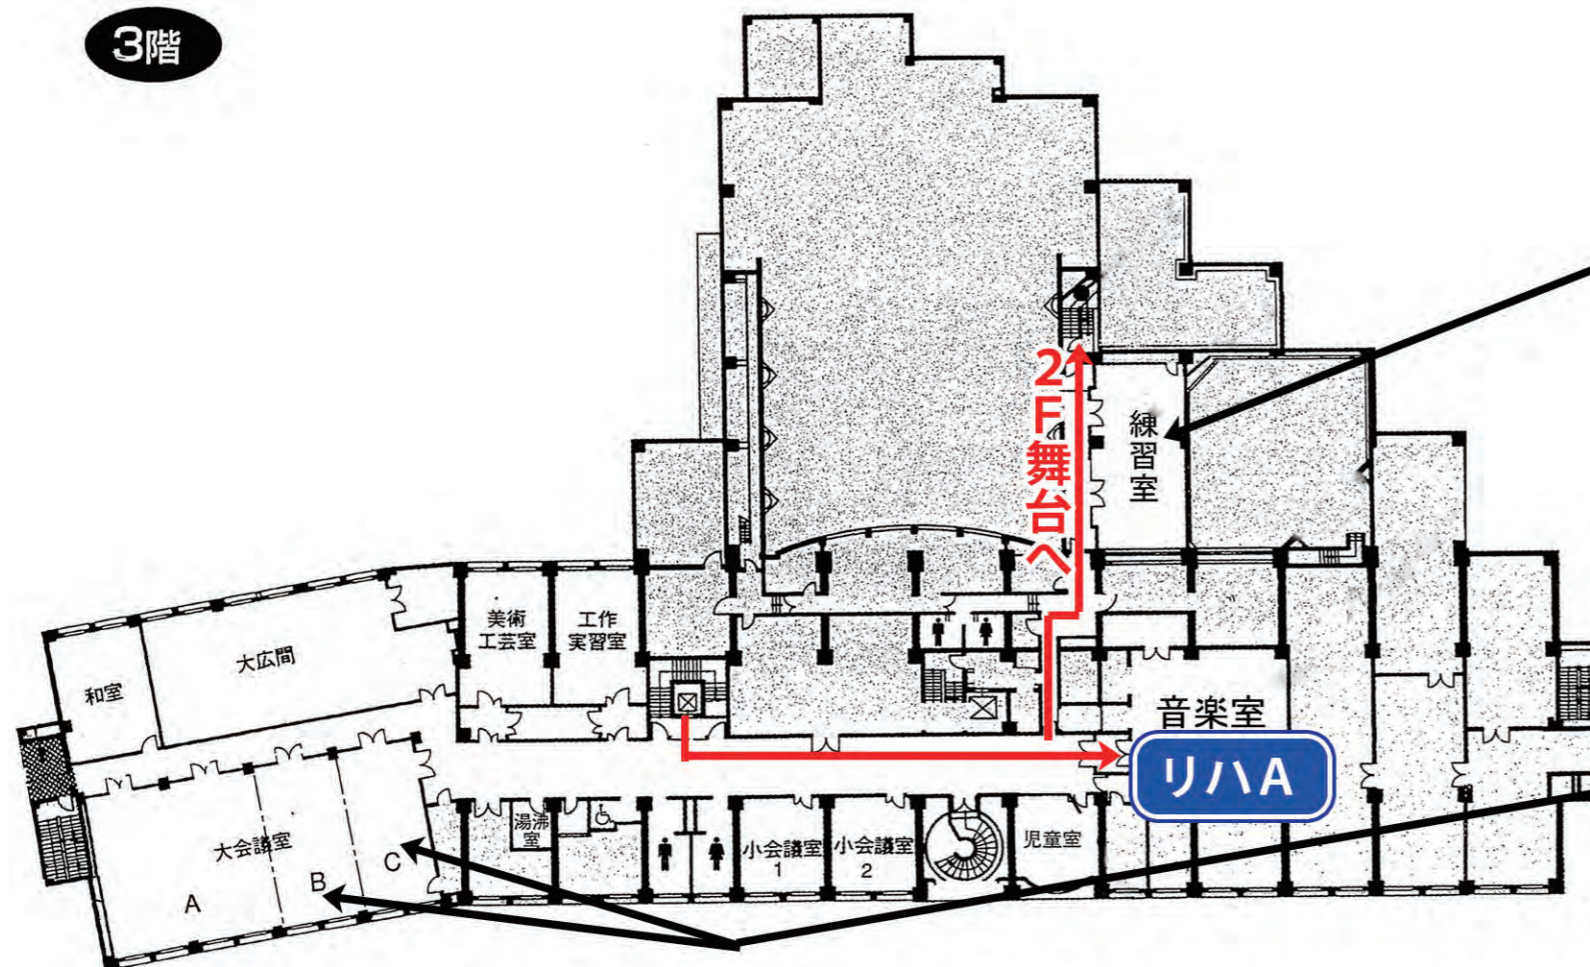 3階
2F舞台へ
練習室
美術
工芸室
工作
実習室
大広間
和室
音楽室
リハA
大会議室
A
B
C
湯沸
室
小会議室
1
小会議室
2
児童室